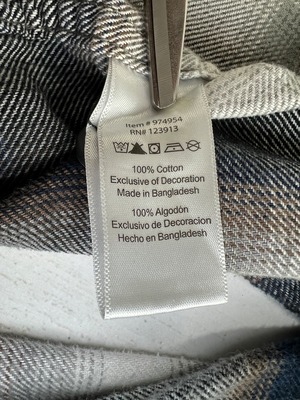 Item # 974954
RN# 123913
100% Cotton
Exclusive of Decoration
Made in Bangladesh
100% Algodón
Exclusivo de Decoracion
Hecho en Bangladesh